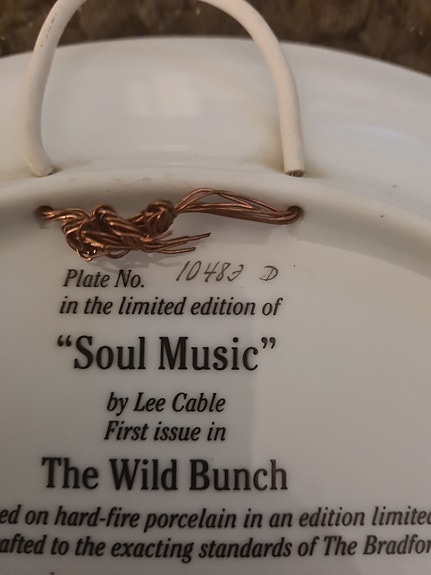 Plate No. 10483 D
in the limited edition of
“Soul Music”
by Lee Cable
First issue in
The Wild Bunch
ed on hard-fire porcelain in an edition limite
afted to the exacting standards of The Bradfor